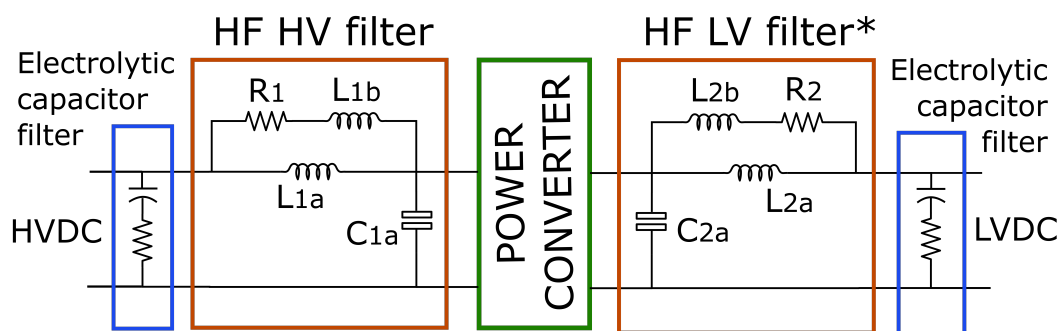 HF HV filter
HF LV filter*
Electrolytic
capacitor
filter
R1
L1b
L1a
C1a
HVDC
POWER
CONVERTER
L2b
R2
L2a
C2a
Electrolytic
capacitor
filter
LVDC